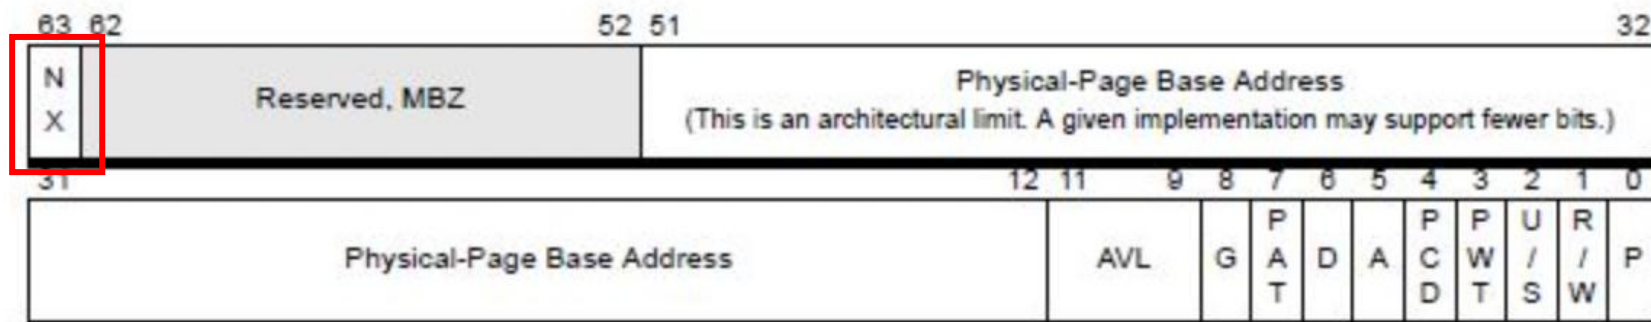 63 62 52 51 32
N
X
Reserved, MBZ
Physical-Page Base Address
(This is an architectural limit. A given implementation may support fewer bits.)
31 12 11 9 8 7 6 5 4 3 2 1 0
Physical-Page Base Address
AVL
G
P
A
T
D
A
P
C
D
P
W
T
U
/
S
R
/
W
P